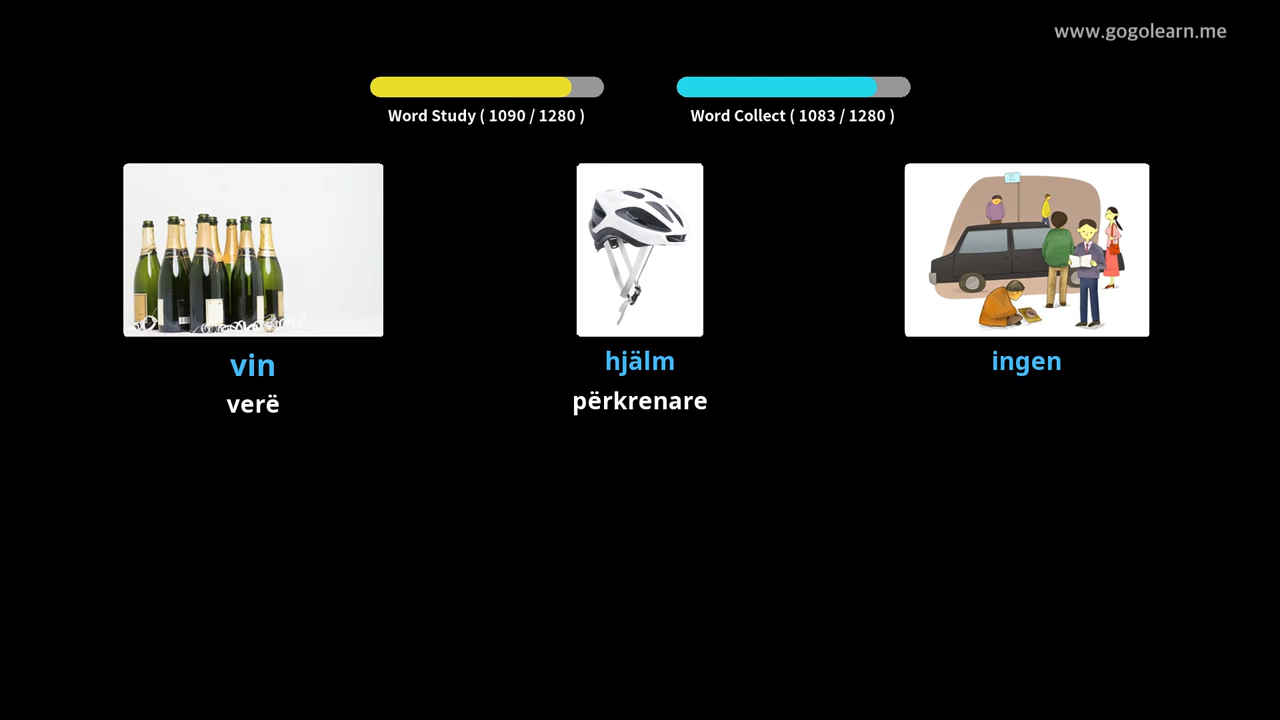 www.gogolearn.me
Word Study ( 1090 / 1280 )
Word Collect ( 1083 / 1280 )
vin
hjälm
ingen
verë
përkrenare